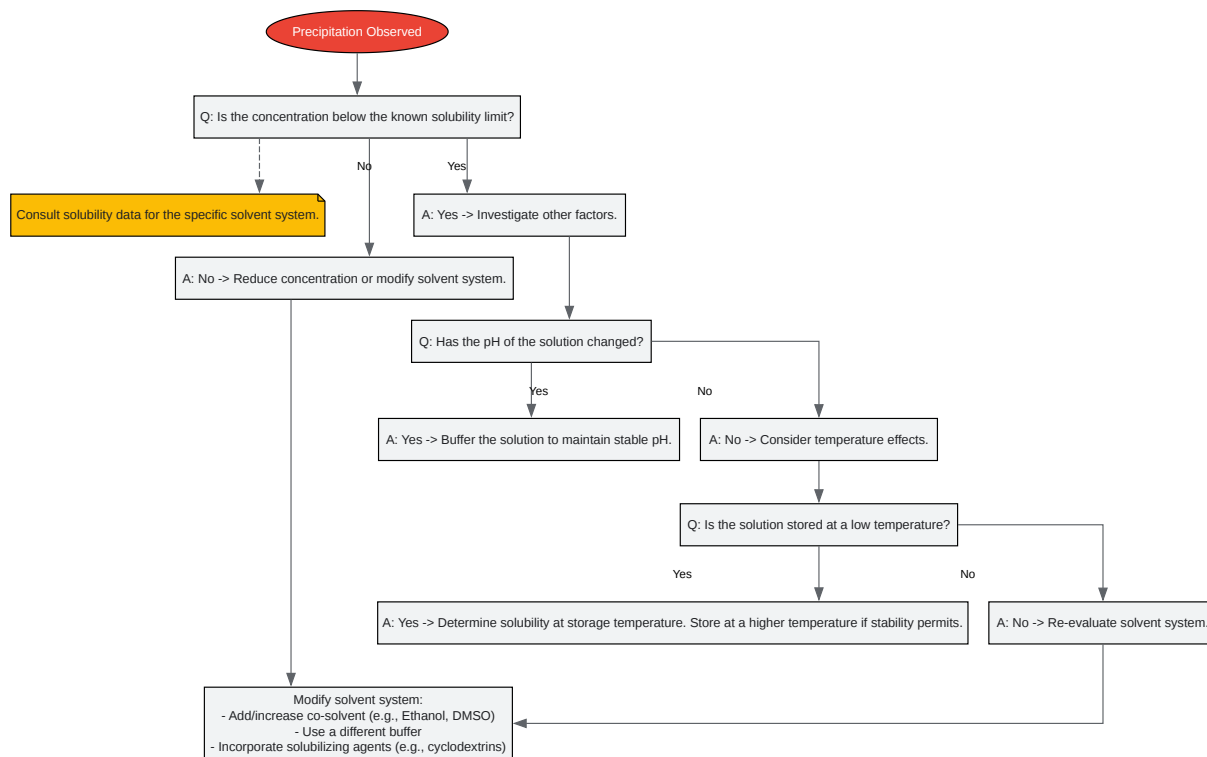 Precipitation Observed
Q: Is the concentration below the known solubility limit?
No
Yes
Consult solubility data for the specific solvent system.
A: Yes -> Investigate other factors.
A: No -> Reduce concentration or modify solvent system.
Q: Has the pH of the solution changed?
Yes
No
A: Yes -> Buffer the solution to maintain stable pH.
A: No -> Consider temperature effects.
Q: Is the solution stored at a low temperature?
Yes
No
A: Yes -> Determine solubility at storage temperature. Store at a higher temperature if stability permits.
A: No -> Re-evaluate solvent system.
Modify solvent system:
- Add/increase co-solvent (e.g., Ethanol, DMSO)
- Use a different buffer
- Incorporate solubilizing agents (e.g., cyclodextrins)